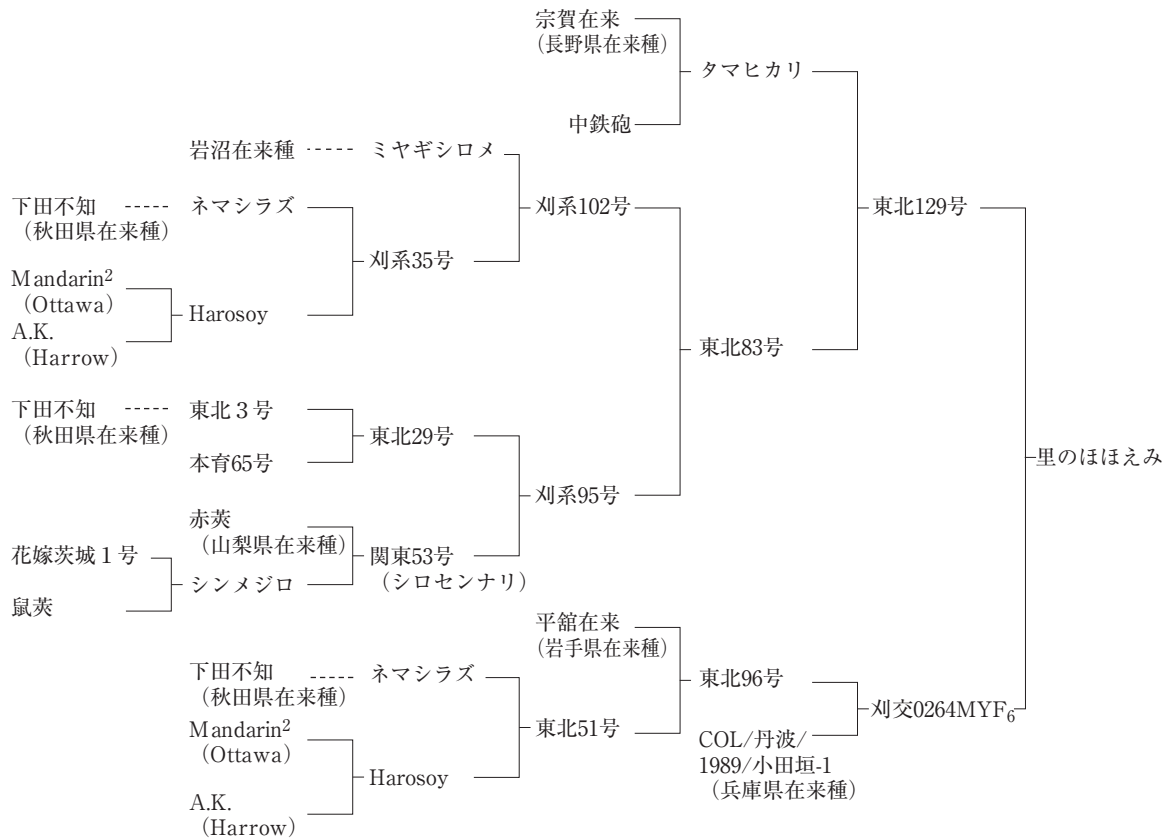 宗賀在来
（長野県在来種）
タマヒカリ
中鉄砲
岩沼在来種
ミヤギシロメ
下田不知
（秋田県在来種）
ネマシラズ
刈系102号
東北129号
刈系35号
Mandarin²
（Ottawa）
Harosoy
A.K.
（Harrow）
東北83号
下田不知
（秋田県在来種）
東北３号
東北29号
本育65号
里のほほえみ
刈系95号
赤莢
（山梨県在来種）
花嫁茨城１号
関東53号
（シロセンナリ）
シンメジロ
鼠莢
平舘在来
（岩手県在来種）
下田不知
（秋田県在来種）
ネマシラズ
東北96号
刈交0264MYF₆
Mandarin²
（Ottawa）
東北51号
COL/丹波/
1989/小田垣-1
（兵庫県在来種）
Harosoy
A.K.
（Harrow）